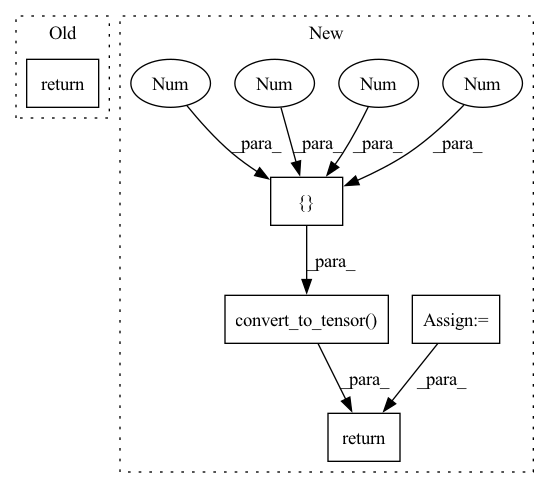 Old
New
return
Num
Num
Num
Num
_para_
_para_
_para_
_para_
{}
_para_
convert_to_tensor()
Assign:=
_para_
_para_
return